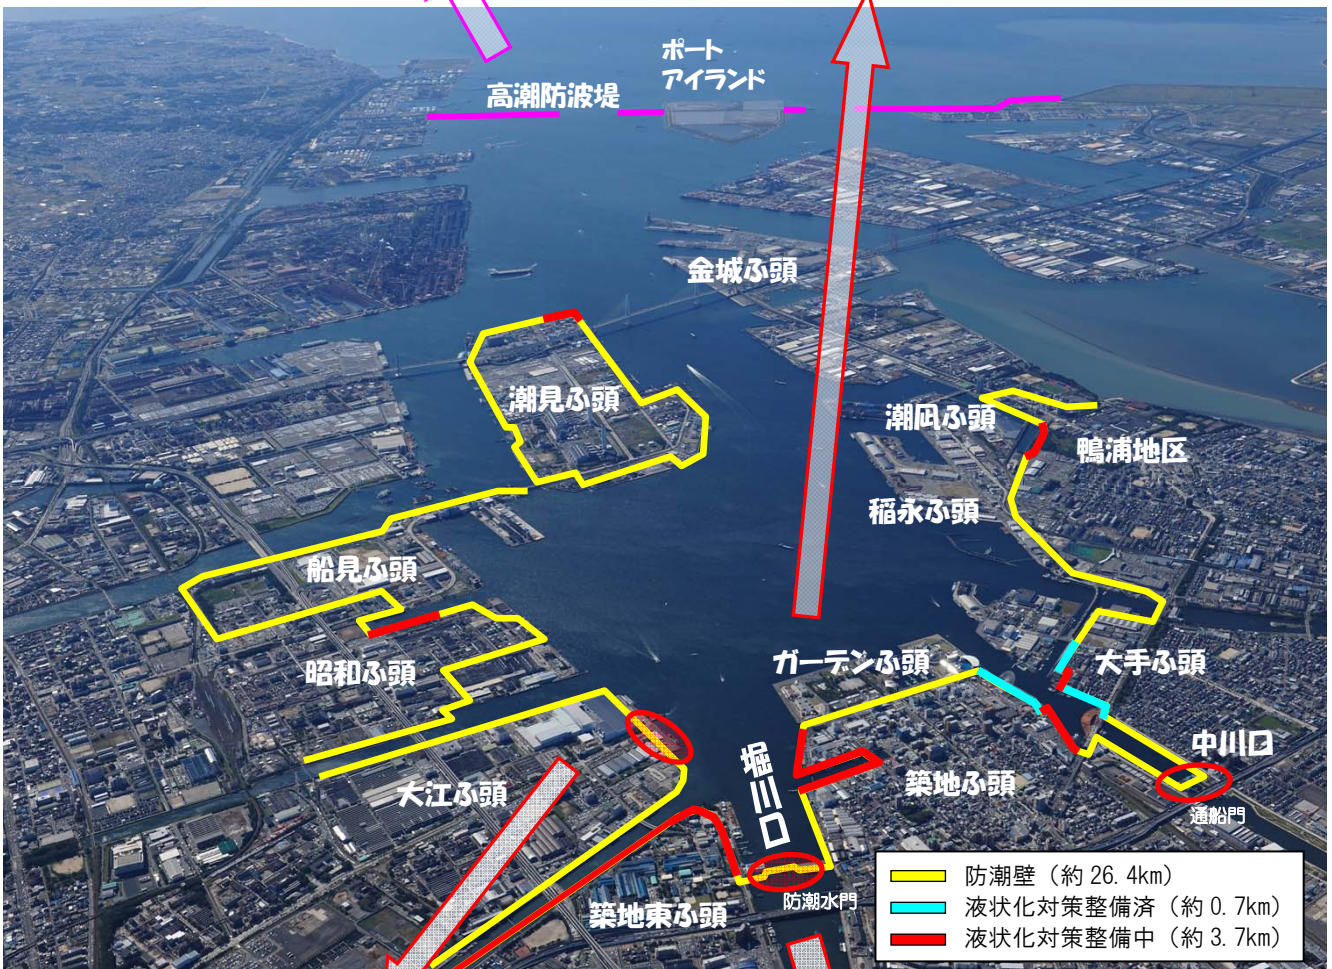 ポート
アイランド
高潮防波堤
金城ふ頭
潮見ふ頭
潮凪ふ頭
鴨浦地区
稲永ふ頭
船見ふ頭
昭和ふ頭
ガーデンふ頭
大手ふ頭
中川口
堀川口
大江ふ頭
築地ふ頭
通船門
防潮水門
築地東ふ頭
防潮壁（約26.4km）
液状化対策整備済（約0.7km）
液状化対策整備中（約3.7km）